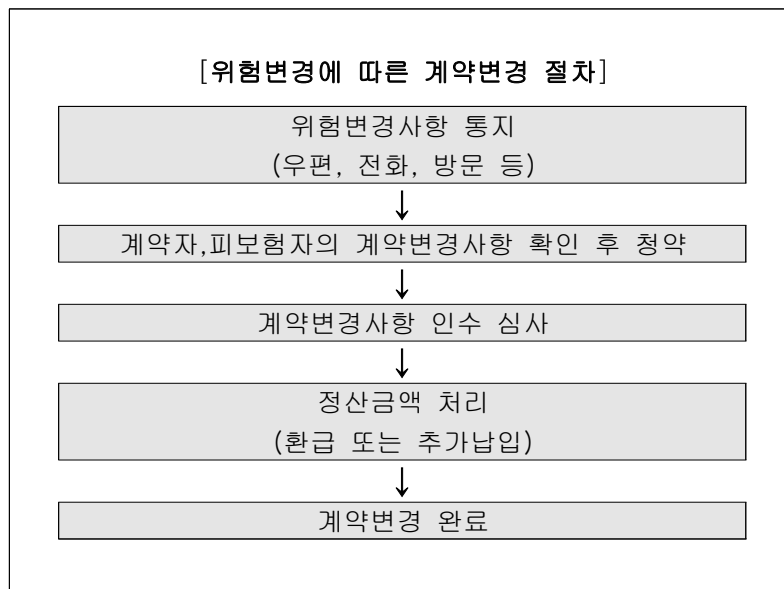 [위험변경에 따른 계약변경 절차]
위험변경사항 통지
(우편, 전화, 방문 등)
계약자,피보험자의 계약변경사항 확인 후 청약
계약변경사항 인수 심사
정산금액 처리
(환급 또는 추가납입)
계약변경 완료